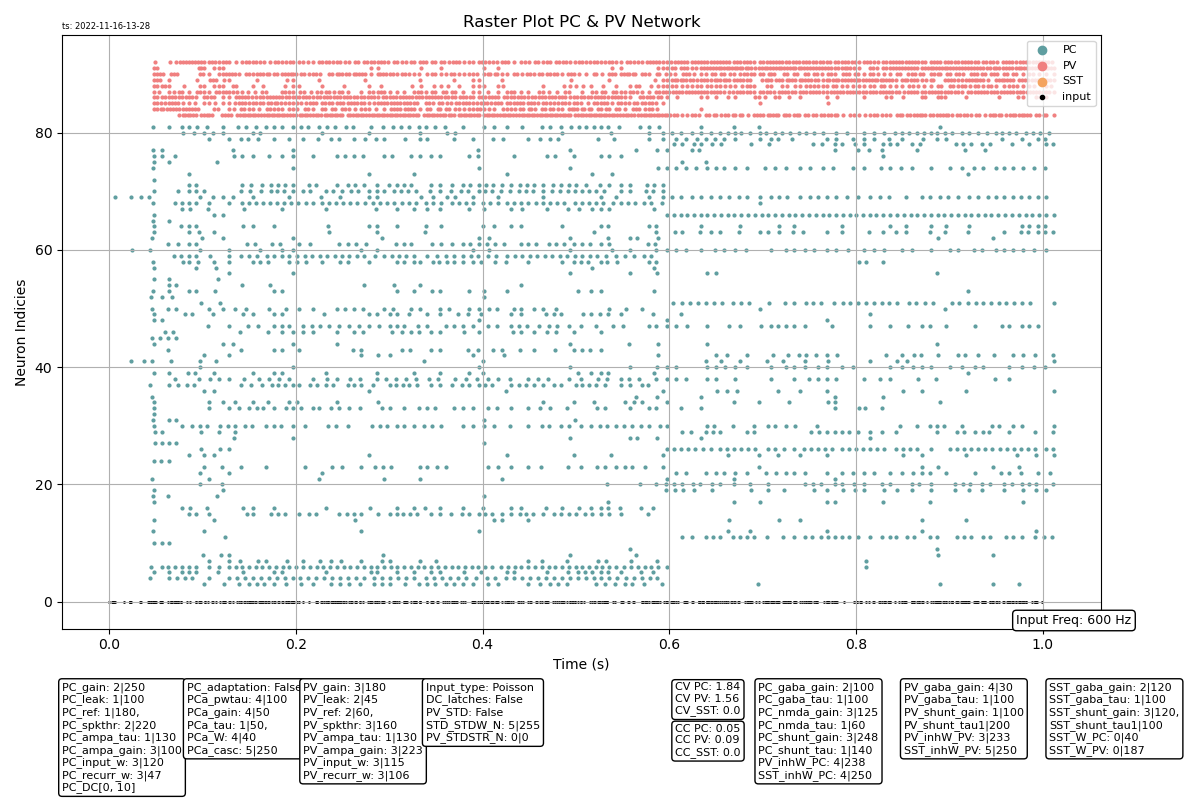 ts: 2022-11-16-13-28
Raster Plot PC & PV Network
PC
PV
SST
input
Neuron Indicies
80
60
40
20
0
0.0 0.2 0.4 0.6 0.8 1.0
Input Freq: 600 Hz
Time (s)
PC_gain: 2|250
PC_leak: 1|100
PC_ref: 1|180,
PC_spkthr: 2|220
PC_ampa_tau: 1|130
PC_ampa_gain: 3|100
PC_input_w: 3|120
PC_recurr_w: 3|47
PC_DC[0, 10]
PC_adaptation: False
PCa_pwtau: 4|100
PCa_gain: 4|50
PCa_tau: 1|50,
PCa_W: 4|40
PCa_casc: 5|250
PV_gain: 3|180
PV_leak: 2|45
PV_ref: 2|60,
PV_spkthr: 3|160
PV_ampa_tau: 1|130
PV_ampa_gain: 3|223
PV_input_w: 3|115
PV_recurr_w: 3|106
Input_type: Poisson
DC_latches: False
PV_STD: False
STD_STDW_N: 5|255
PV_STDSTR_N: 0|0
CV PC: 1.84
CV PV: 1.56
CV_SST: 0.0
CC PC: 0.05
CC PV: 0.09
CC_SST: 0.0
PC_gaba_gain: 2|100
PC_gaba_tau: 1|100
PC_nmda_gain: 3|125
PC_nmda_tau: 1|60
PC_shunt_gain: 3|248
PC_shunt_tau: 1|140
PV_inhW_PC: 4|238
SST_inhW_PC: 4|250
PV_gaba_gain: 4|30
PV_gaba_tau: 1|100
PV_shunt_gain: 1|100
PV_shunt_tau1|200
PV_inhW_PV: 3|233
SST_inhW_PV: 5|250
SST_gaba_gain: 2|120
SST_gaba_tau: 1|100
SST_shunt_gain: 3|120,
SST_shunt_tau1|100
SST_W_PC: 0|40
SST_W_PV: 0|187